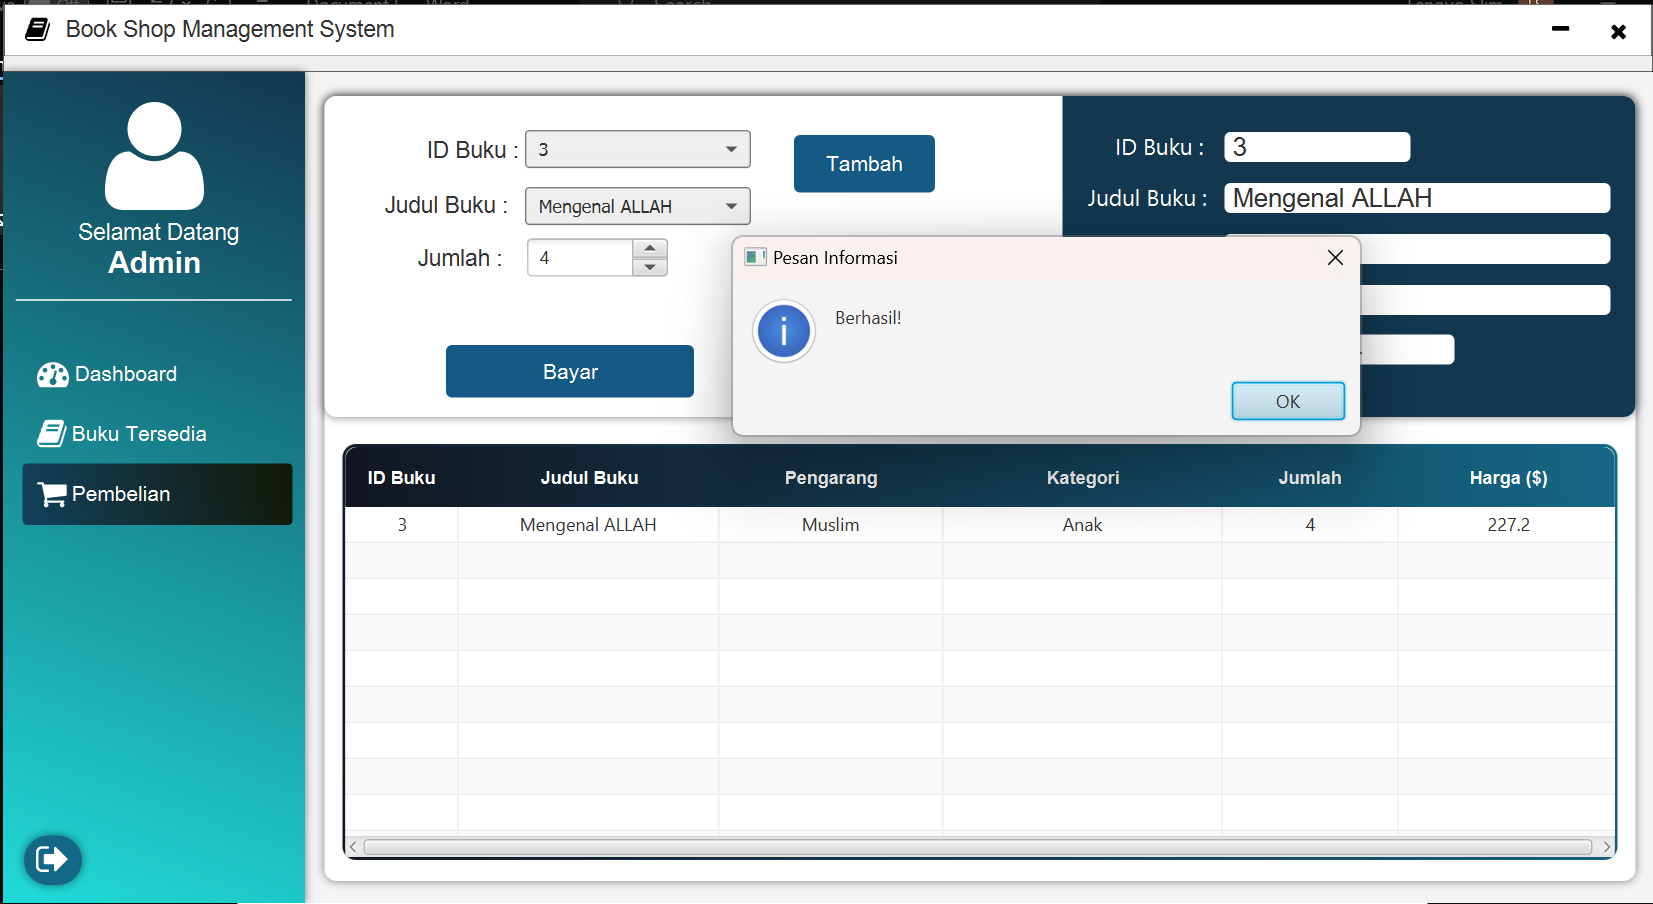 Book Shop Management System
Selamat Datang
Admin
Dashboard
Buku Tersedia
Pembelian
ID Buku : 3
Judul Buku : Mengenal ALLAH
Jumlah : 4
Tambah
Bayar
ID Buku : 3
Judul Buku : Mengenal ALLAH
Pesan Informasi
Berhasil!
OK
ID Buku Judul Buku Pengarang Kategori Jumlah Harga ($)
3 Mengenal ALLAH Muslim Anak 4 227.2